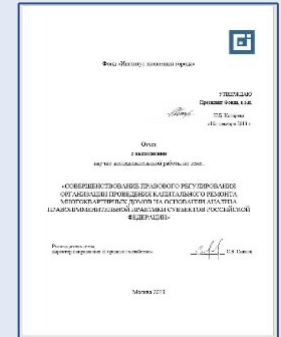 Фонд «Институт экономики города»
УТВЕРЖДАЮ
Президент Фонда,
Отчет
о выполнении
научно-исследовательской работы по теме:
«СОВЕРШЕНСТВОВАНИЕ ПРАВОВОГО РЕГУЛИРОВАНИЯ
ОРГАНИЗАЦИИ ПРОВЕДЕНИЯ КАПИТАЛЬНОГО РЕМОНТА
МНОГОКВАРТИРНЫХ ДОМОВ НА ОСНОВАНИИ АНАЛИЗА
ПРАВОПРИМЕНИТЕЛЬНОЙ ПРАКТИКИ СУБЪЕКТОВ РОССИЙСКОЙ
ФЕДЕРАЦИИ»
Руководитель темы,
директор направления «Городское хозяйство»
Москва